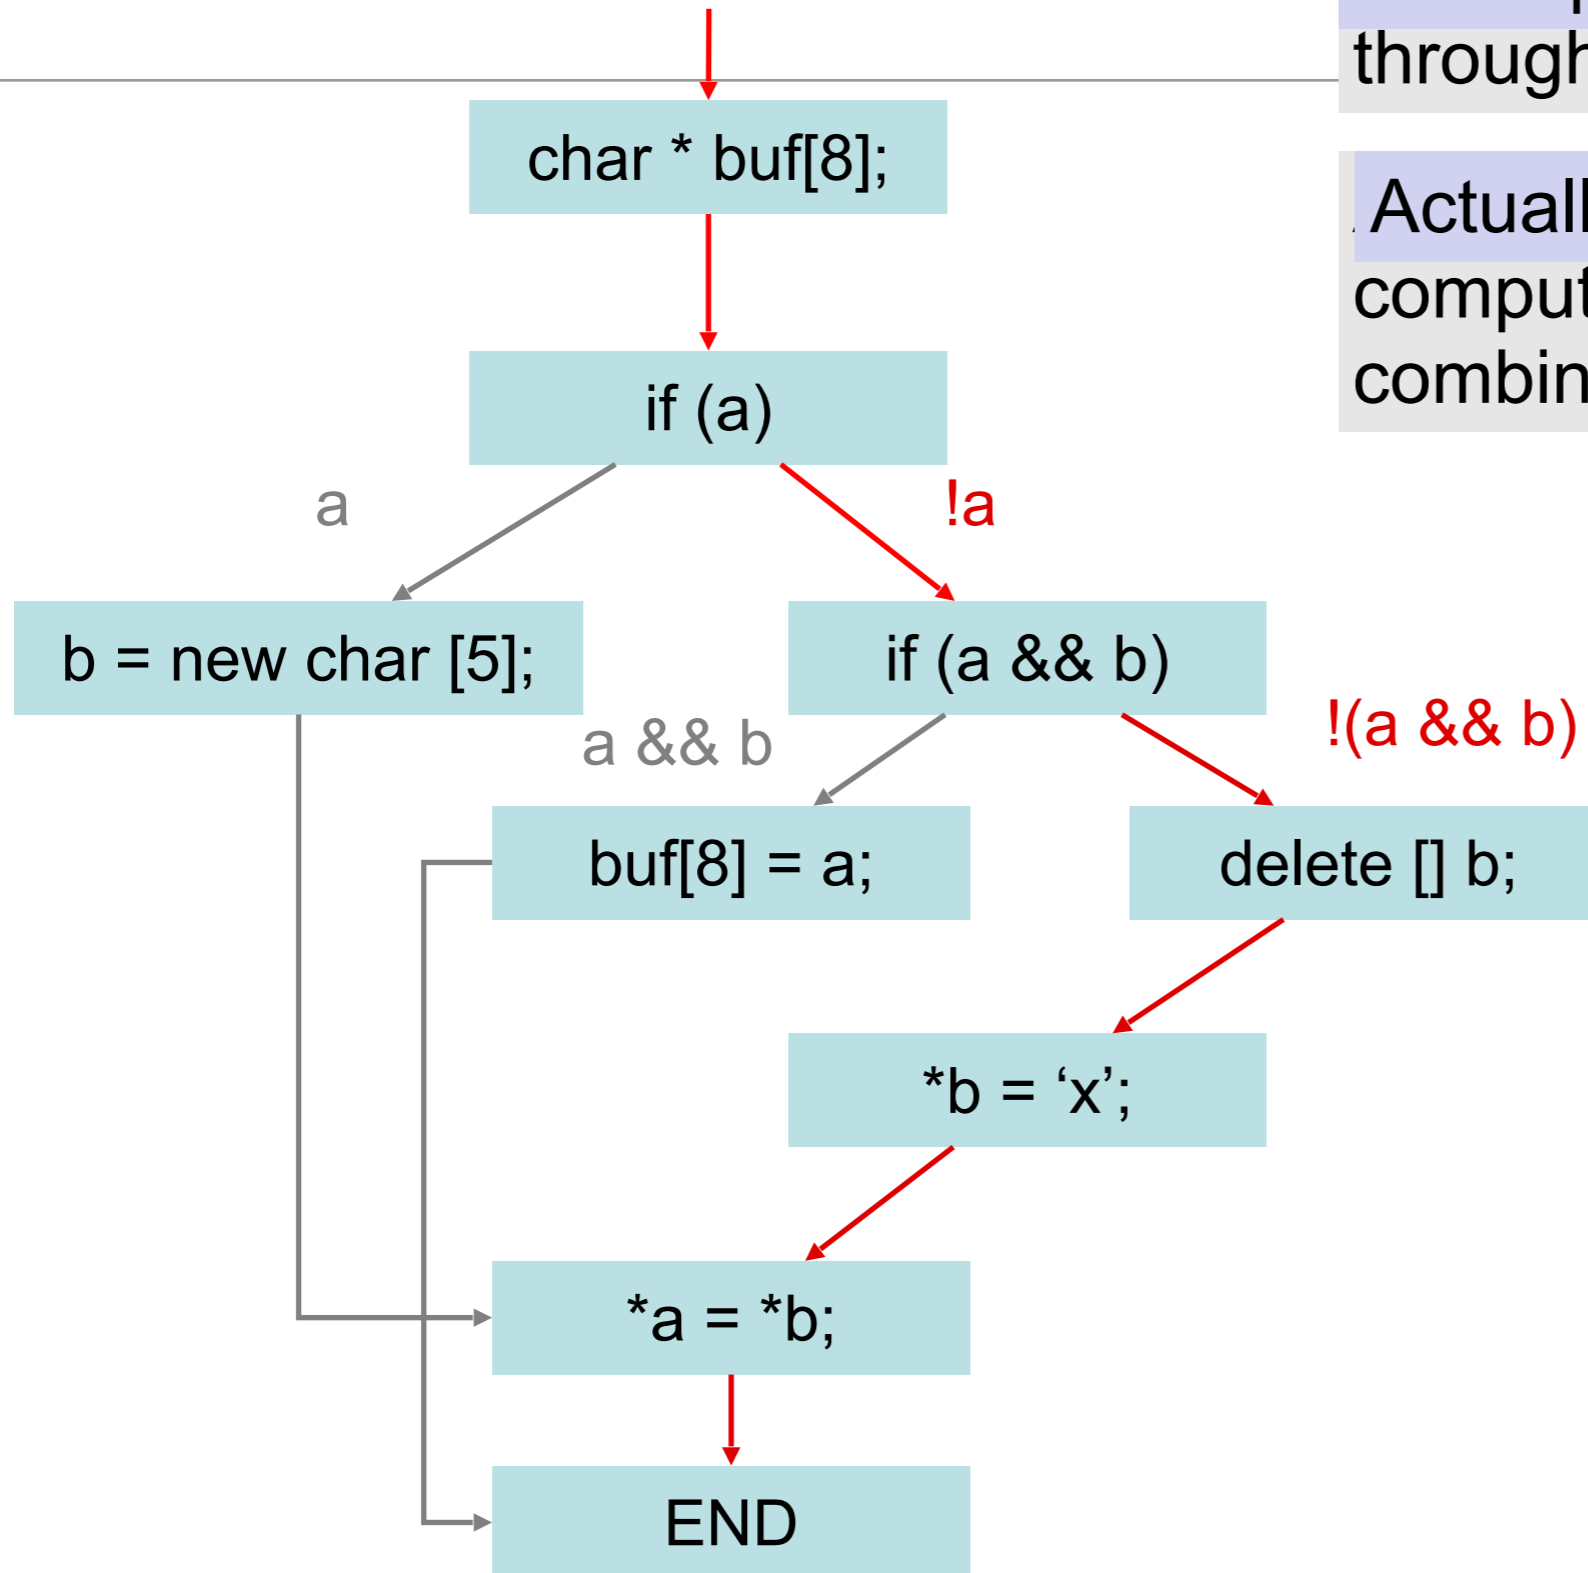 through
char * buf[8];
if (a)
a
!a
b = new char [5];
if (a && b)
a && b
!(a && b)
buf[8] = a;
delete [] b;
*b = ‘x’;
*a = *b;
END
Actuall
comput
combin